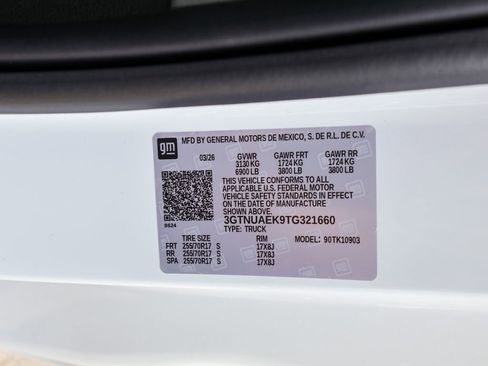 gm MFD BY GENERAL MOTORS DE MEXICO, S. DE R.L. DE C.V.
03/26 GVWR GAWR FRT GAWR RR
3130 KG 1724 KG 1724 KG
6900 LB 3800 LB 3800 LB
THIS VEHICLE CONFORMS TO ALL
APPLICABLE U.S. FEDERAL MOTOR
VEHICLE SAFETY STANDARDS IN EFFECT
ON THE DATE OF MANUFACTURE
SHOWN ABOVE.
3GTNUAEK9TG321660
TYPE: TRUCK MODEL: 90TK10903
TIRE SIZE RIM
FRT 255/70R17 S 17X8J
RR 255/70R17 S 17X8J
SPA 255/70R17 S 17X8J